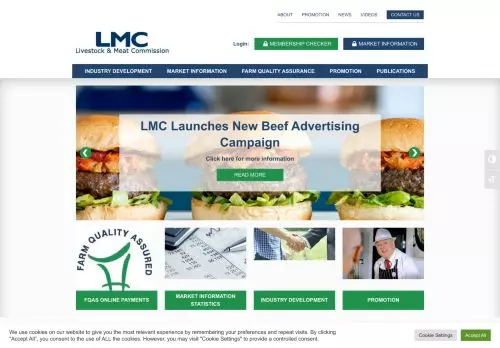 ABOUT PROMOTION NEWS VIDEOS CONTACT US
LMC
Livestock & Meat Commission
Login: MEMBERSHIP CHECKER MARKET INFORMATION
INDUSTRY DEVELOPMENT MARKET INFORMATION FARM QUALITY ASSURANCE PROMOTION PUBLICATIONS
LMC Launches New Beef Advertising
Campaign
Click here for more information
READ MORE
FARM QUALITY ASSURED
FQAS ONLINE PAYMENTS
MARKET INFORMATION
STATISTICS
INDUSTRY DEVELOPMENT
PROMOTION
We use cookies on our website to give you the most relevant experience by remembering your preferences and repeat visits. By clicking
"Accept All", you consent to the use of ALL the cookies. However, you may visit "Cookie Settings" to provide a controlled consent.
Cookie Settings Accept All